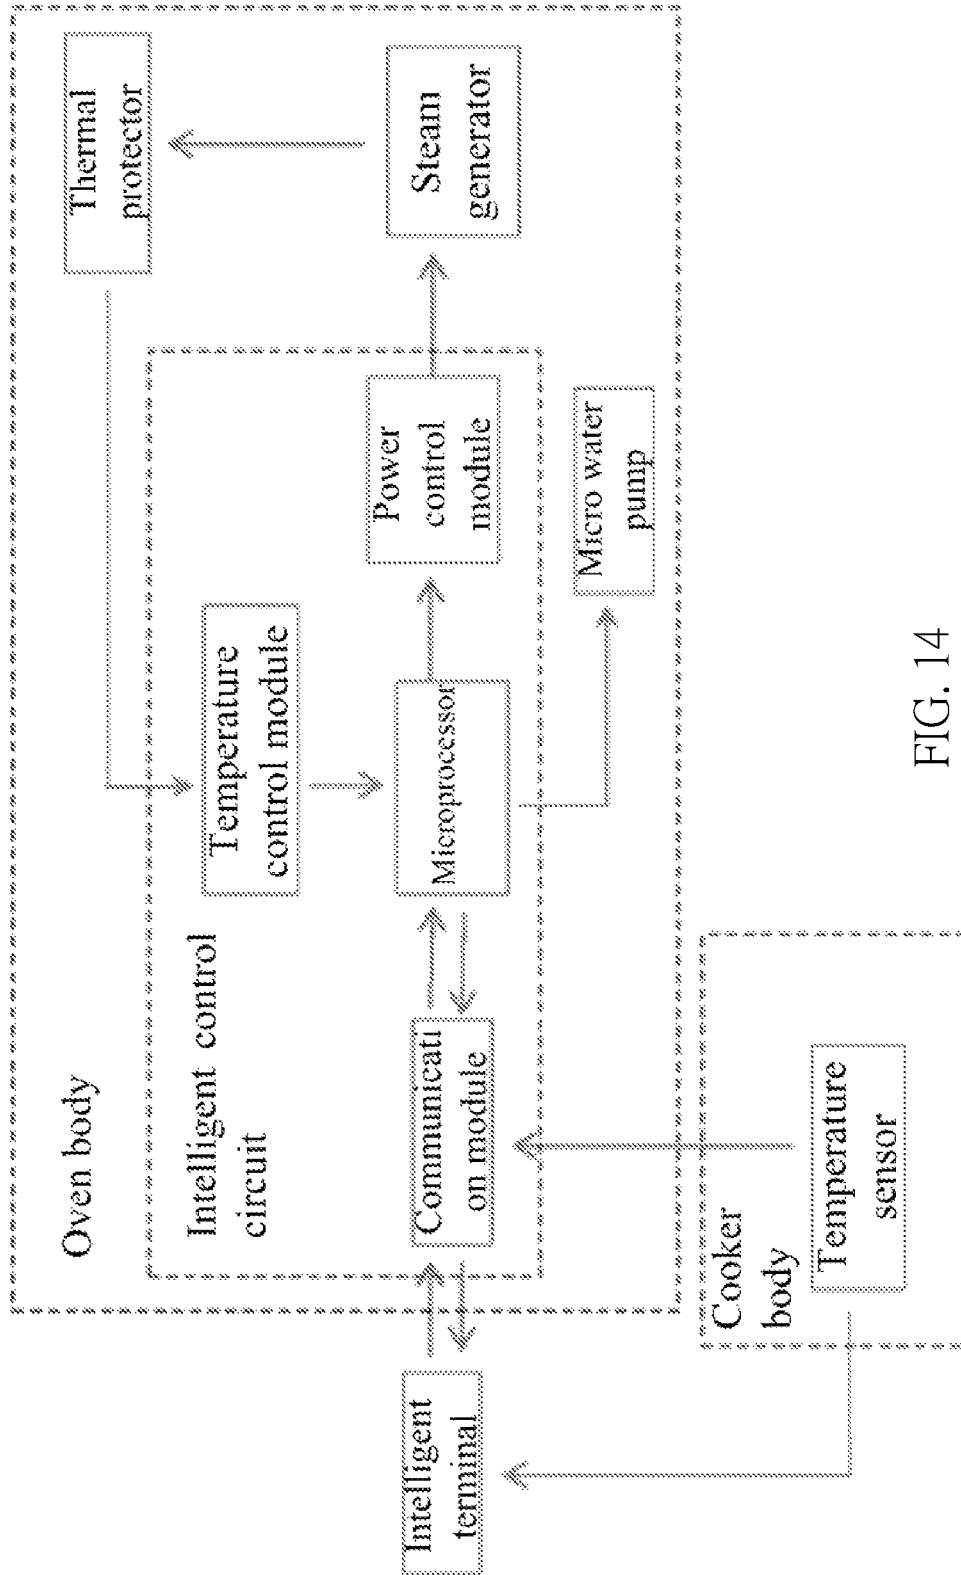 Oven body
Thermal
protector
Intelligent control
circuit
Temperature
control module
Intelligent
terminal
Communicati
on module
Microprocessor
Power
control
module
Steam
generator
Micro water
pump
Cooker
body
Temperature
sensor
FIG. 14